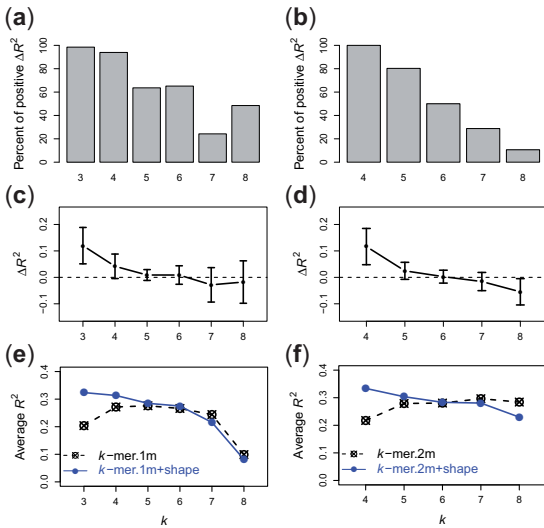 (a)
Percent of positive ΔR²
100
80
60
40
20
0
3 4 5 6 7 8
(b)
Percent of positive ΔR²
100
80
60
40
20
0
4 5 6 7 8
(c)
ΔR²
0.2
0.1
0.0
−0.1
3 4 5 6 7 8
(d)
ΔR²
0.2
0.1
0.0
−0.1
4 5 6 7 8
(e)
Average R²
0.4
0.3
0.2
0.1
0.0
k−mer.1m
k−mer.1m+shape
3 4 5 6 7 8
k
(f)
Average R²
0.4
0.3
0.2
0.1
0.0
k−mer.2m
k−mer.2m+shape
4 5 6 7 8
k